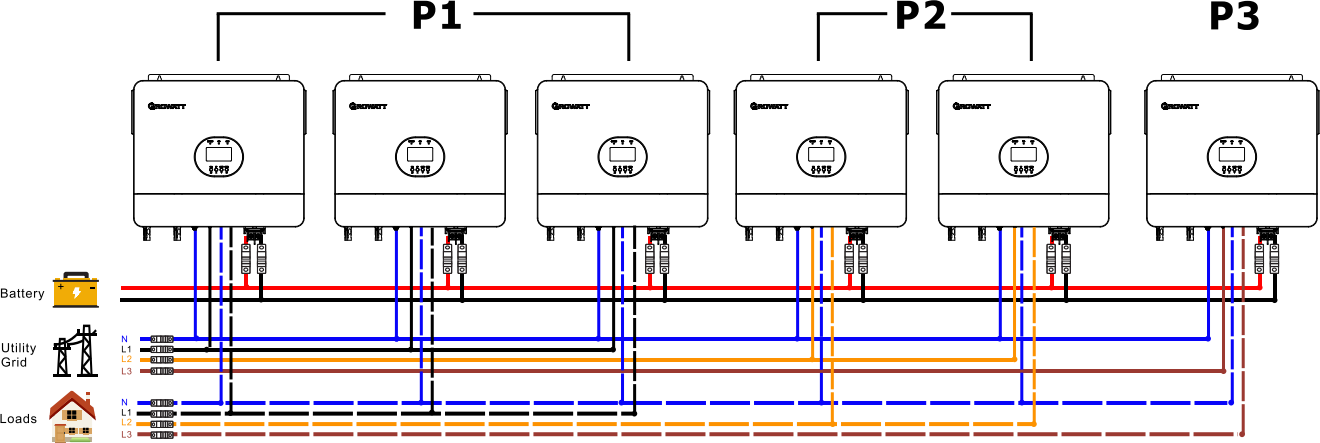 P1 P2 P3
GROWATT GROWATT GROWATT GROWATT GROWATT GROWATT
Battery
+ -
Utility
Grid
N
L1
L2
L3
Loads
N
L1
L2
L3